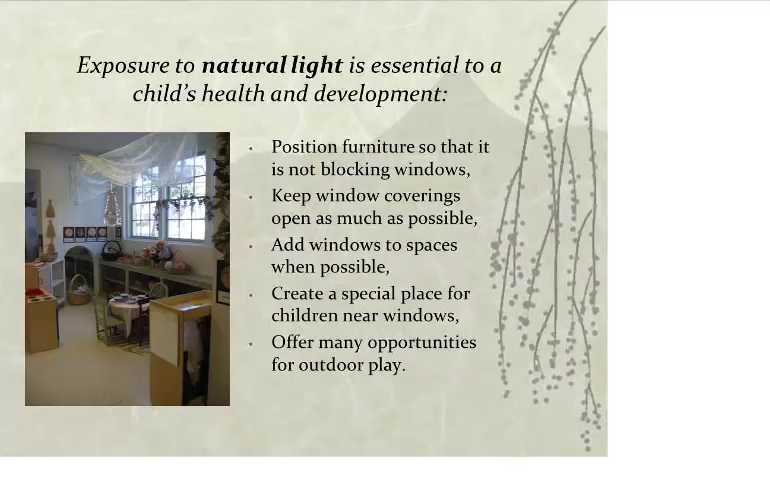 Exposure to natural light is essential to a
child's health and development:
• Position furniture so that it
is not blocking windows,
• Keep window coverings
open as much as possible,
• Add windows to spaces
when possible,
• Create a special place for
children near windows,
• Offer many opportunities
for outdoor play.